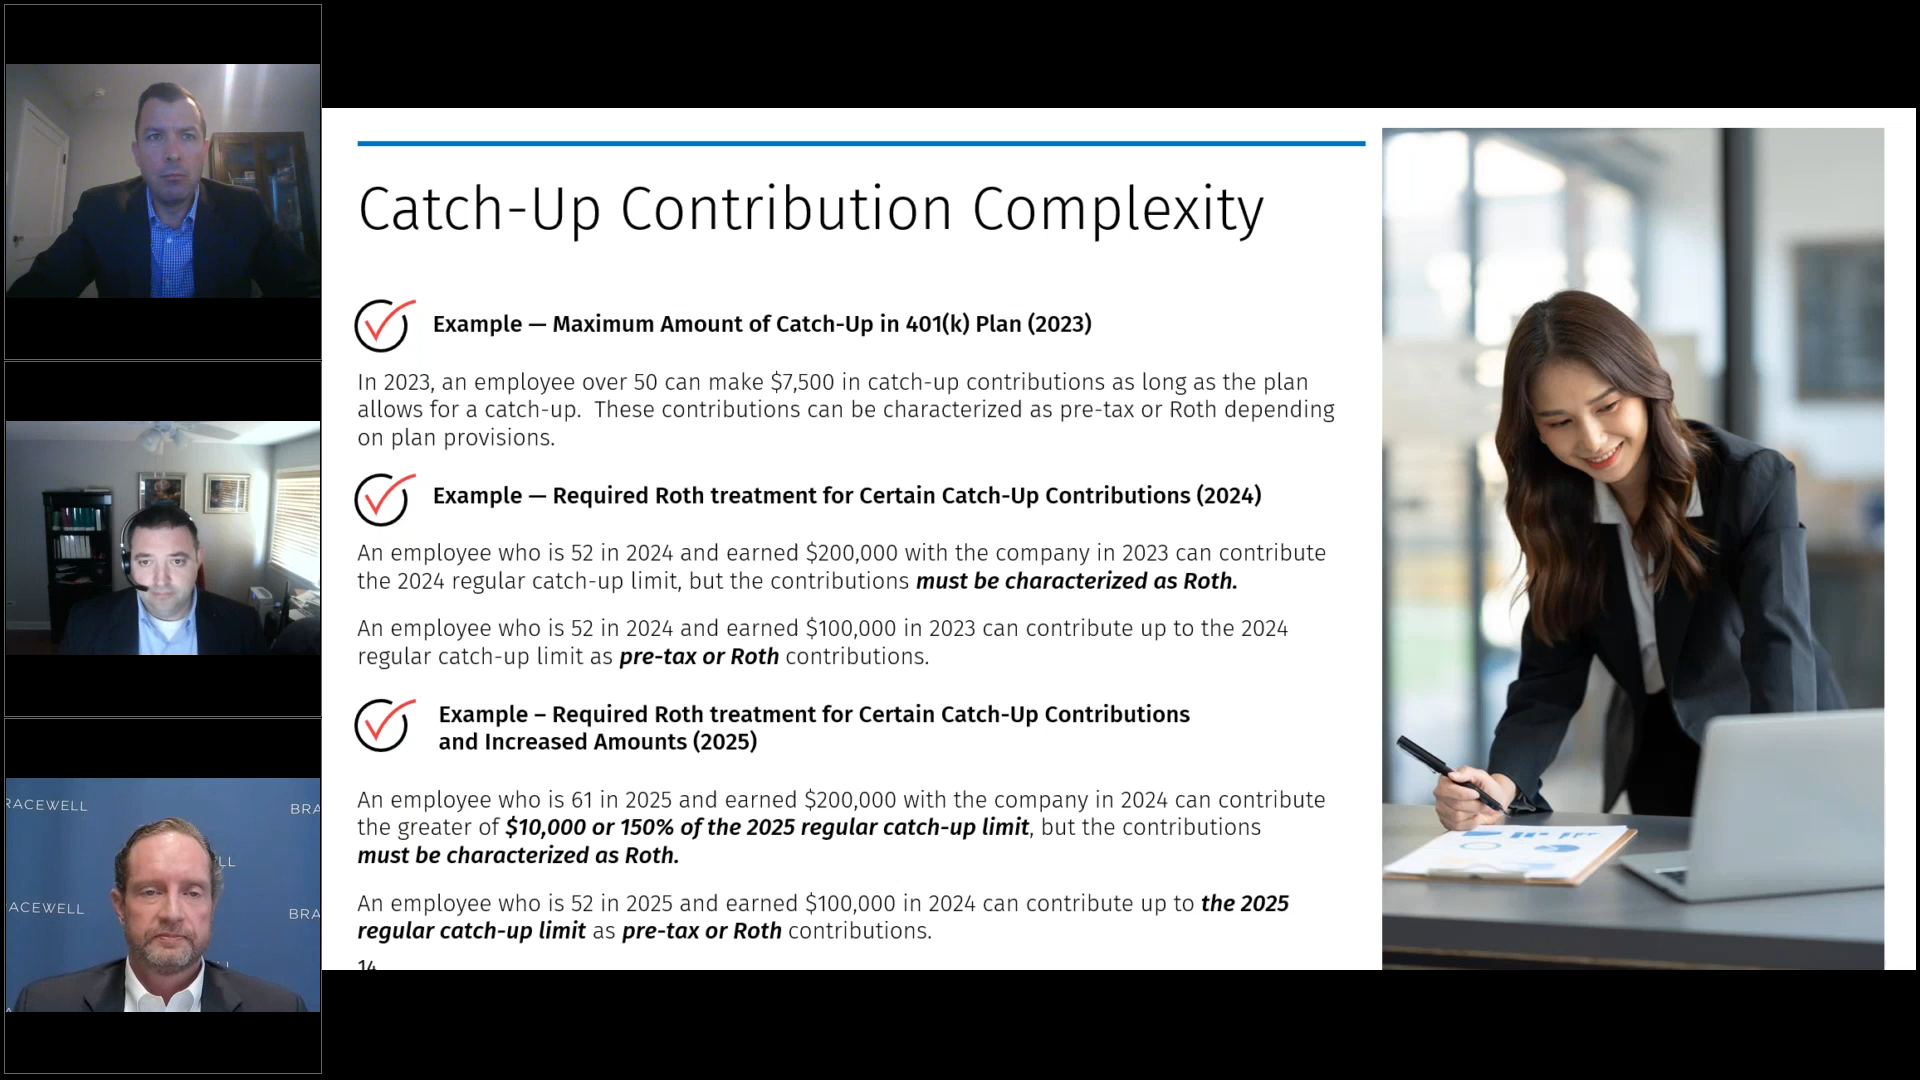 Catch-Up Contribution Complexity
Example — Maximum Amount of Catch-Up in 401(k) Plan (2023)
In 2023, an employee over 50 can make $7,500 in catch-up contributions as long as the plan
allows for a catch-up.  These contributions can be characterized as pre-tax or Roth depending
on plan provisions.
Example — Required Roth treatment for Certain Catch-Up Contributions (2024)
An employee who is 52 in 2024 and earned $200,000 with the company in 2023 can contribute
the 2024 regular catch-up limit, but the contributions must be characterized as Roth.
An employee who is 52 in 2024 and earned $100,000 in 2023 can contribute up to the 2024
regular catch-up limit as pre-tax or Roth contributions.
Example – Required Roth treatment for Certain Catch-Up Contributions
and Increased Amounts (2025)
An employee who is 61 in 2025 and earned $200,000 with the company in 2024 can contribute
the greater of $10,000 or 150% of the 2025 regular catch-up limit, but the contributions
must be characterized as Roth.
An employee who is 52 in 2025 and earned $100,000 in 2024 can contribute up to the 2025
regular catch-up limit as pre-tax or Roth contributions.
14
RACEWELL
BRA
LL
ACEWELL
BRA